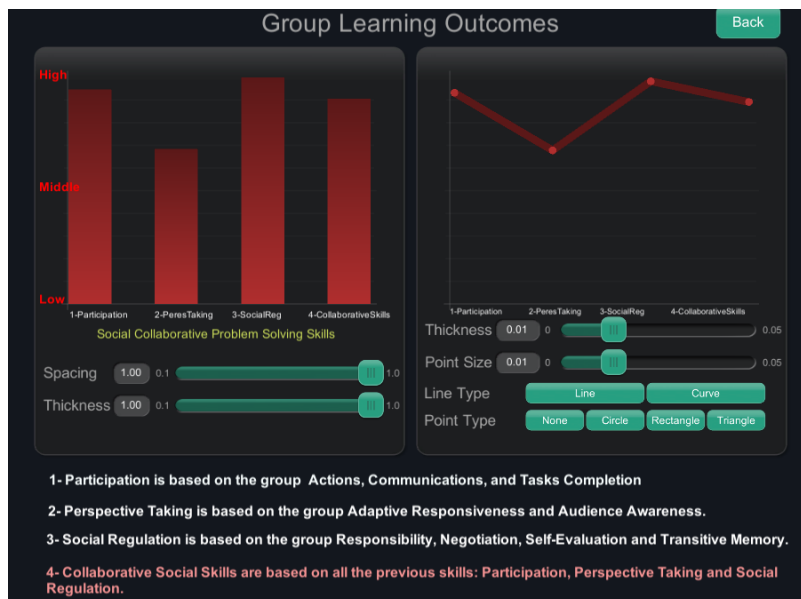 Group Learning Outcomes
Back
High
Middle
Low
1-Participation 2-PeresTaking 3-SocialReg 4-CollaborativeSkills
Social Collaborative Problem Solving Skills
Spacing 1.00 0.1 1.0
Thickness 1.00 0.1 1.0
1-Participation 2-PeresTaking 3-SocialReg 4-CollaborativeSkills
Thickness 0.01 0 0.05
Point Size 0.01 0 0.05
Line Type Line Curve
Point Type None Circle Rectangle Triangle
1- Participation is based on the group Actions, Communications, and Tasks Completion
2- Perspective Taking is based on the group Adaptive Responsiveness and Audience Awareness.
3- Social Regulation is based on the group Responsibility, Negotiation, Self-Evaluation and Transitive Memory.
4- Collaborative Social Skills are based on all the previous skills: Participation, Perspective Taking and Social
Regulation.